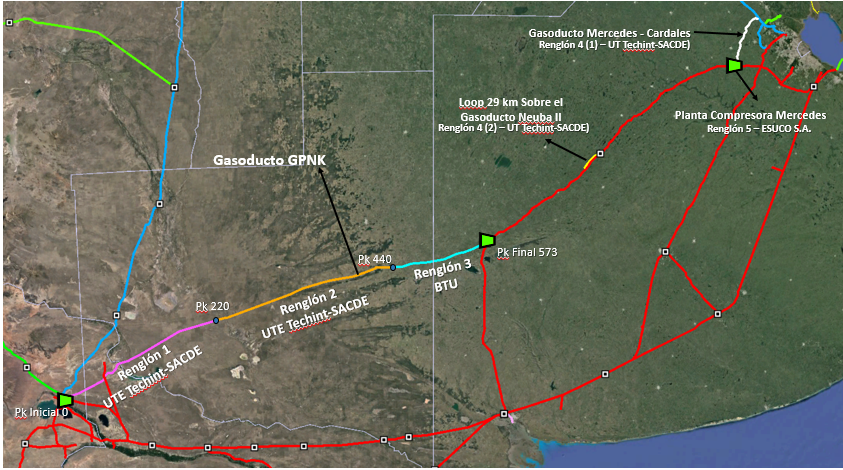 Gasoducto Mercedes - Cardales
Renglón 4 (1) – UT Techint-SACDE)
Loop 29 km Sobre el
Gasoducto Neuba II
Renglón 4 (2) – UT Techint-SACDE)
Planta Compresora Mercedes
Renglón 5 – ESUCO S.A.
Gasoducto GPNK
Pk 440
Pk Final 573
Renglón 3
BTU
Pk 220
Renglón 2
UTE Techint-SACDE
Renglón 1
UTE Techint-SACDE
Pk Inicial 0